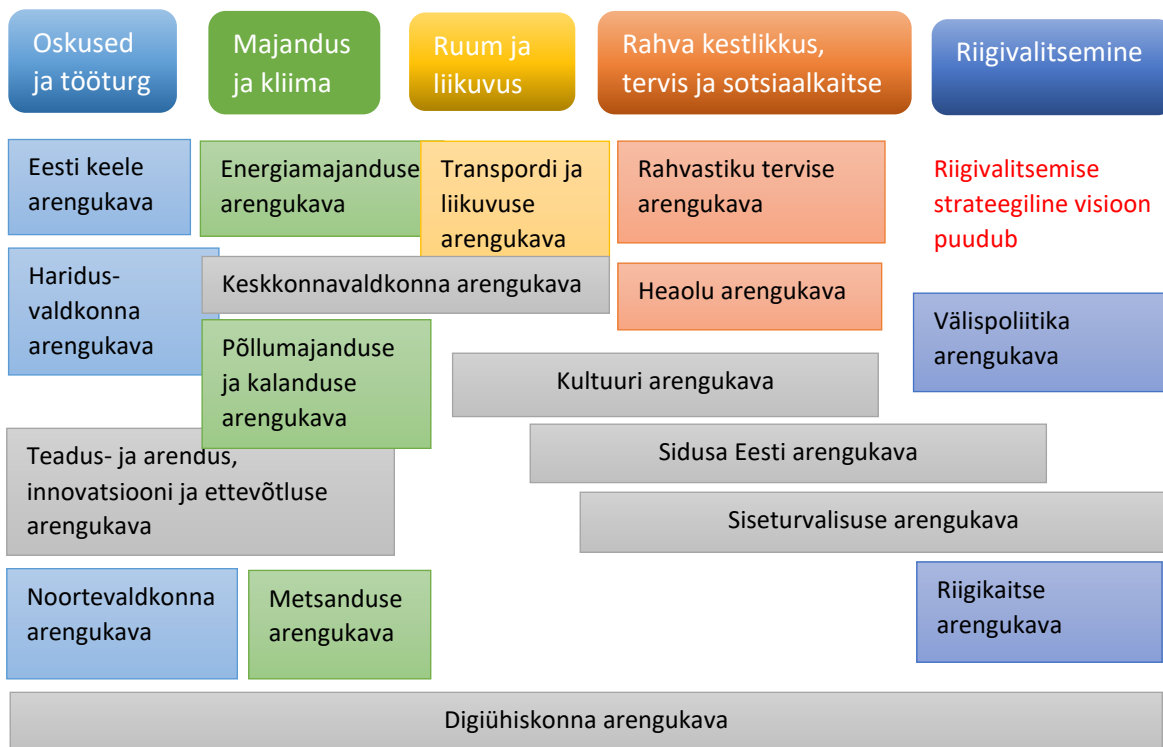 Oskused
ja tööturg
Majandus
ja kliima
Ruum ja
liikuvus
Rahva kestlikkus,
tervis ja sotsiaalkaitse
Riigivalitsemine
Eesti keele
arengukava
Energiamajanduse
arengukava
Transpordi ja
liikuvuse
arengukava
Rahvastiku tervise
arengukava
Riigivalitsemise
strateegiline visioon
puudub
Haridus-
valdkonna
arengukava
Keskkonnavaldkonna arengukava
Heaolu arengukava
Välispoliitika
arengukava
Põllumajanduse
ja kalanduse
arengukava
Kultuuri arengukava
Teadus- ja arendus,
innovatsiooni ja ettevõtluse
arengukava
Sidusa Eesti arengukava
Siseturvalisuse arengukava
Noortevaldkonna
arengukava
Metsanduse
arengukava
Riigikaitse
arengukava
Digiühiskonna arengukava